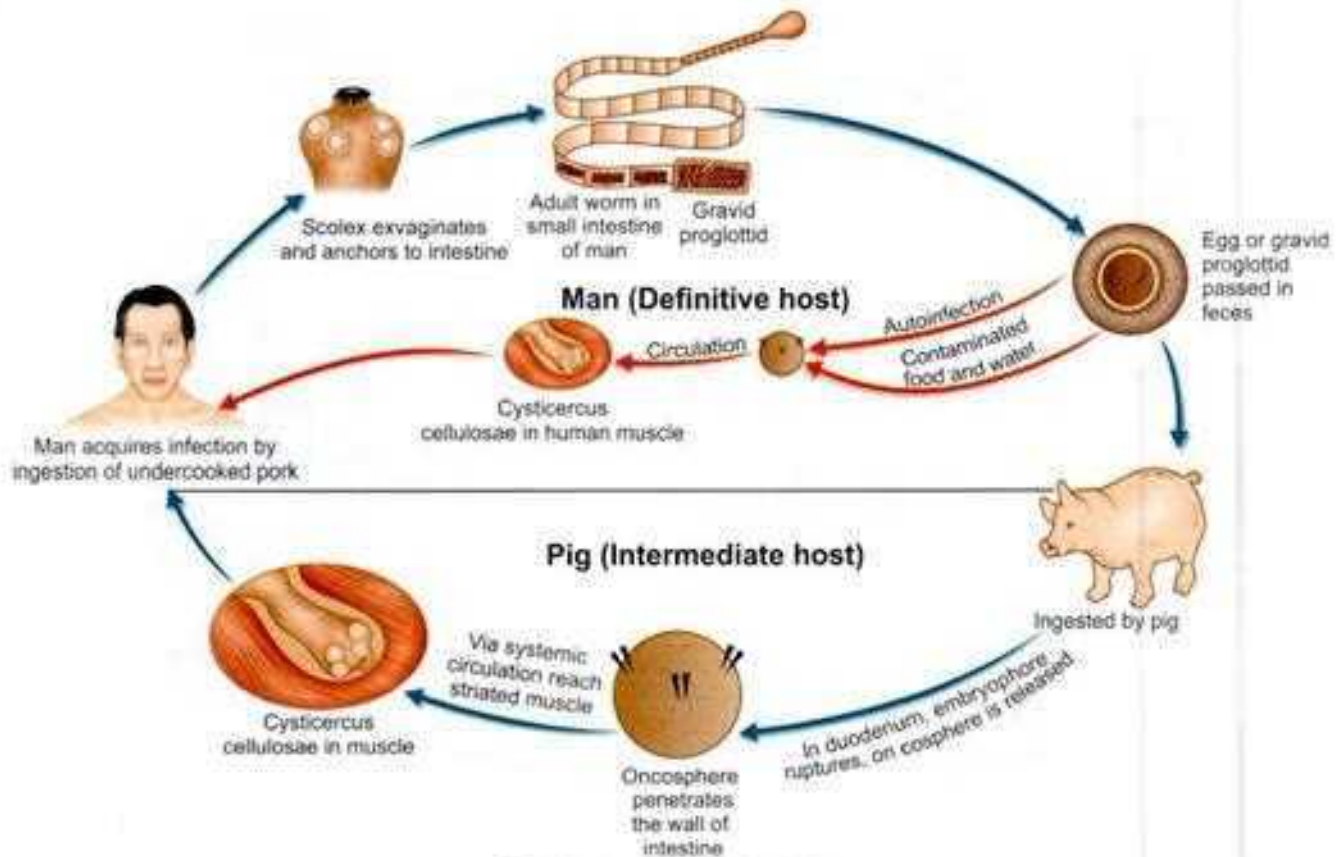 Scolex exvaginates
and anchors to intestine
Adult worm in
small intestine
of man
Gravid
proglottid
Egg or gravid
proglottid
passed in
feces
Man (Definitive host)
Autoinfection
Contaminated
food and water
Circulation
Cysticercus
cellulosae in human muscle
Man acquires infection by
ingestion of undercooked pork
Pig (Intermediate host)
Ingested by pig
In duodenum, embryophore
ruptures, on cosphere is released
Oncosphere
penetrates
the wall of
intestine
Via systemic
circulation reach
striated muscle
Cysticercus
cellulosae in muscle